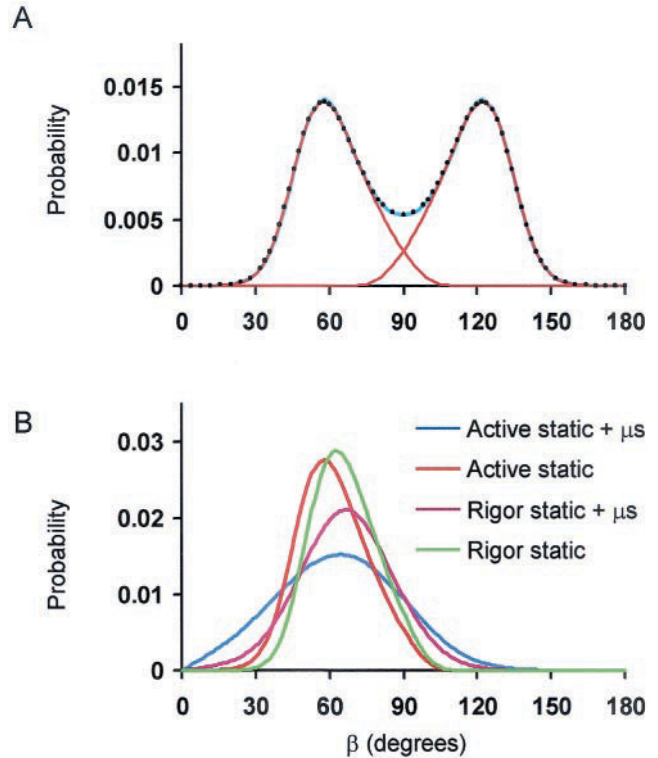 A
Probability
0.015
0.01
0.005
0
0 30 60 90 120 150 180
B
Probability
0.03
0.02
0.01
0
Active static + μs
Active static
Rigor static + μs
Rigor static
0 30 60 90 120 150 180
β (degrees)